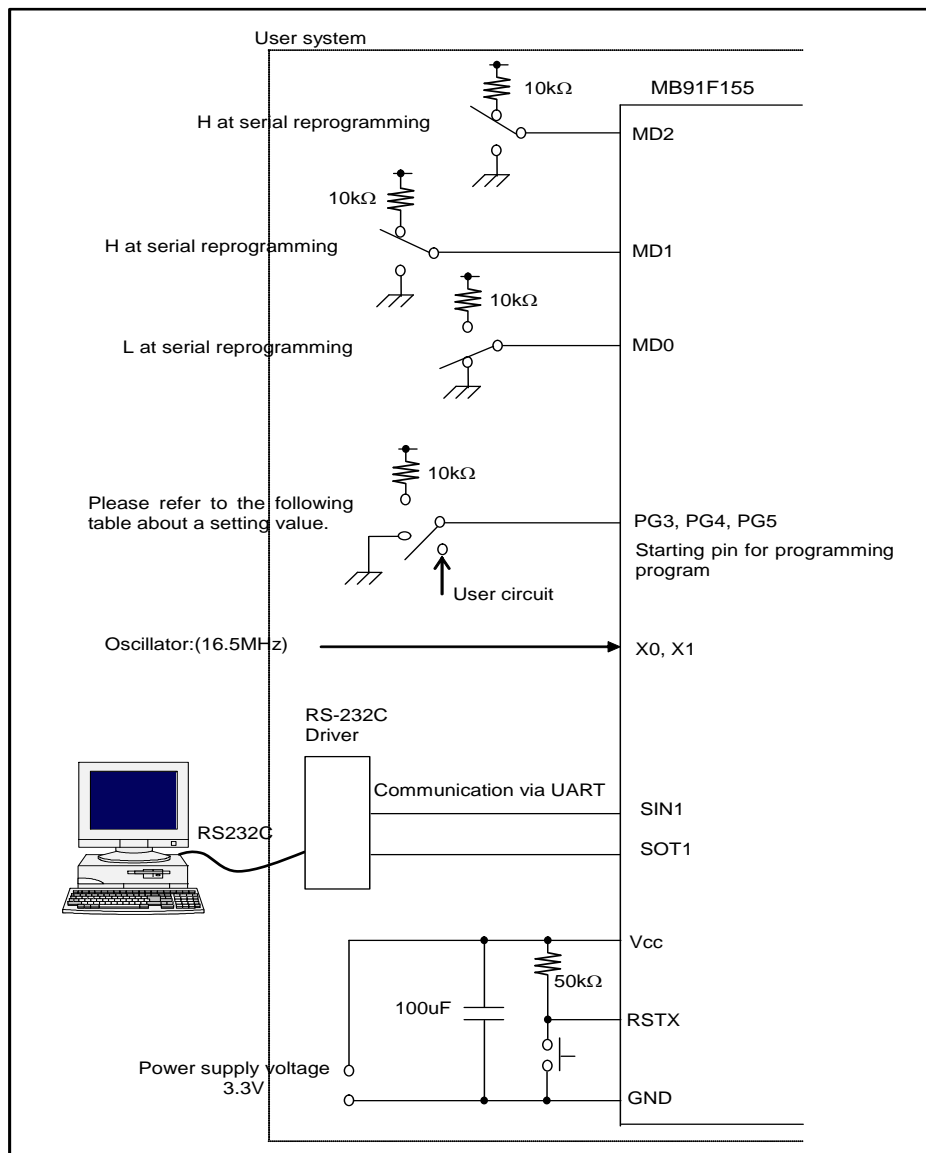 User system
10kΩ
MB91F155
H at serial reprogramming
MD2
10kΩ
H at serial reprogramming
MD1
10kΩ
L at serial reprogramming
MD0
10kΩ
Please refer to the following
table about a setting value.
PG3, PG4, PG5
Starting pin for programming
program
User circuit
Oscillator:(16.5MHz)
X0, X1
RS-232C
Driver
Communication via UART
SIN1
RS232C
SOT1
Vcc
50kΩ
100uF
RSTX
Power supply voltage
3.3V
GND